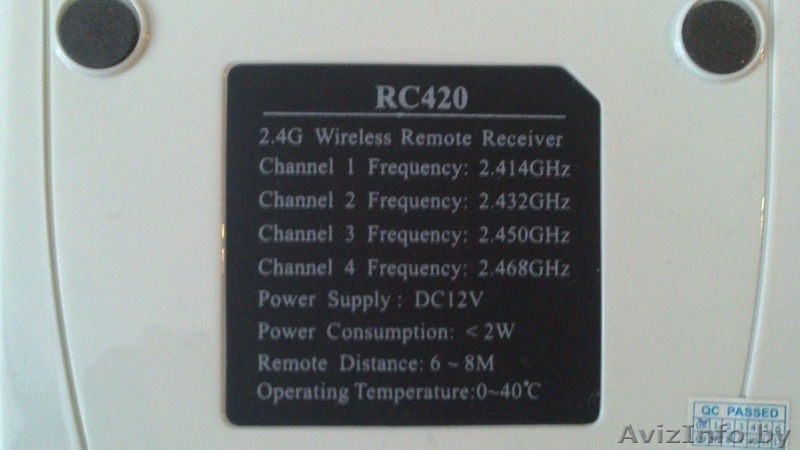 RC420
2.4G Wireless Remote Receiver
Channel 1 Frequency: 2.414GHz
Channel 2 Frequency: 2.432GHz
Channel 3 Frequency: 2.450GHz
Channel 4 Frequency: 2.468GHz
Power Supply : DC12V
Power Consumption: < 2W
Remote Distance: 6 ~ 8M
Operating Temperature:0~40℃
QC PASSED
AvizInfo.by